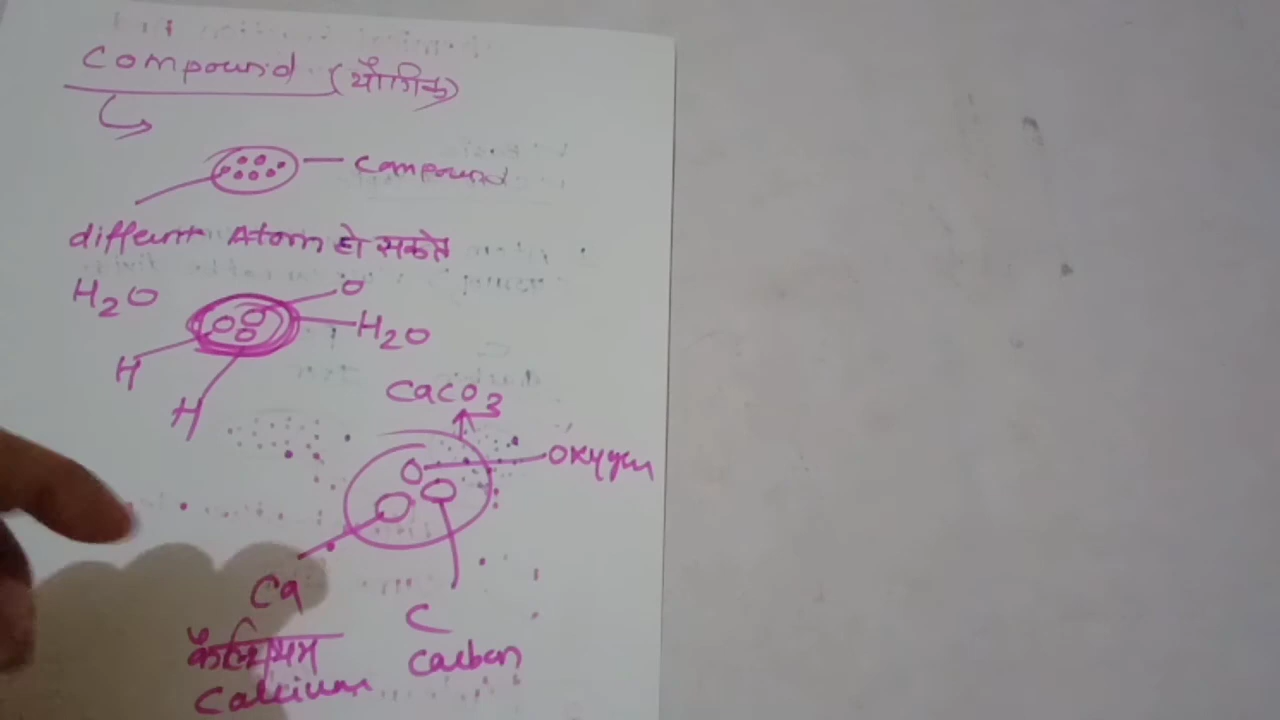 Compound (यौगिक)
Compound
different Atom हो सकते
H2O
O
H2O
H
H
CaCO3
Oxygen
Ca
C
कैल्शियम
Carbon
Calcium